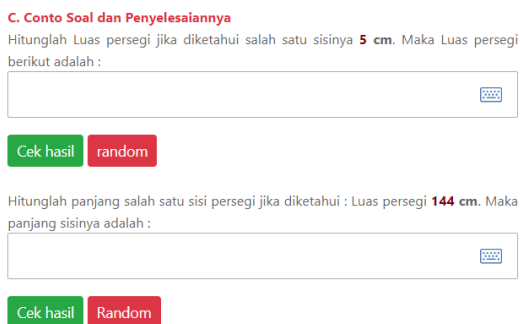 C. Conto Soal dan Penyelesaiannya
Hitunglah Luas persegi jika diketahui salah satu sisinya 5 cm. Maka Luas persegi
berikut adalah :
Cek hasil random
Hitunglah panjang salah satu sisi persegi jika diketahui : Luas persegi 144 cm. Maka
panjang sisinya adalah :
Cek hasil Random